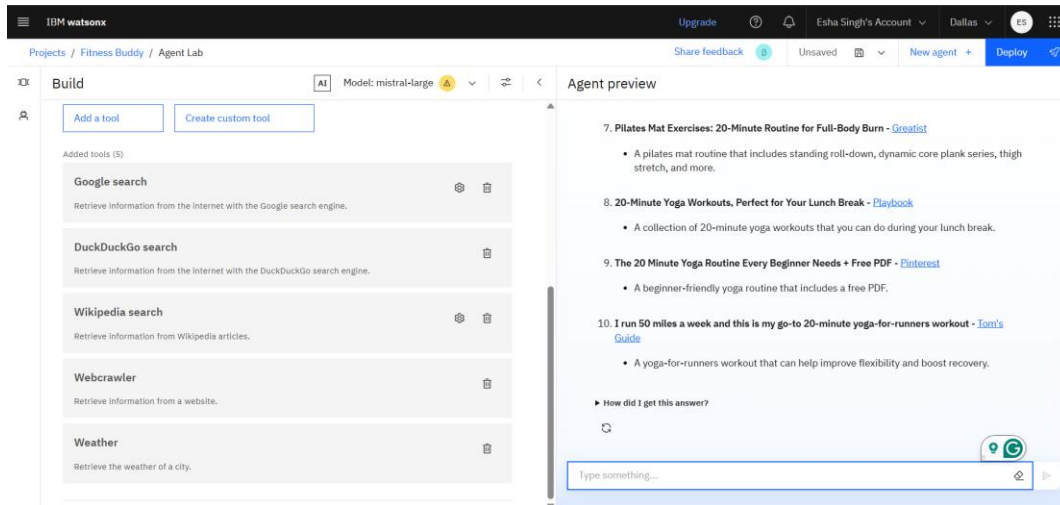 IBM watsonx
Upgrade
Esha Singh's Account
Dallas
ES
Projects / Fitness Buddy / Agent Lab
Share feedback
Unsaved
New agent +
Deploy
Build
AI
Model: mistral-large
Agent preview
Add a tool
Create custom tool
Added tools (5)
Google search
Retrieve information from the internet with the Google search engine.
DuckDuckGo search
Retrieve information from the internet with the DuckDuckGo search engine.
Wikipedia search
Retrieve information from Wikipedia articles.
Webcrawler
Retrieve information from a website.
Weather
Retrieve the weather of a city.
7. Pilates Mat Exercises: 20-Minute Routine for Full-Body Burn - Greatist
• A pilates mat routine that includes standing roll-down, dynamic core plank series, thigh
stretch, and more.
8. 20-Minute Yoga Workouts, Perfect for Your Lunch Break - Playbook
• A collection of 20-minute yoga workouts that you can do during your lunch break.
9. The 20 Minute Yoga Routine Every Beginner Needs + Free PDF - Pinterest
• A beginner-friendly yoga routine that includes a free PDF.
10. I run 50 miles a week and this is my go-to 20-minute yoga-for-runners workout - Tom's
Guide
• A yoga-for-runners workout that can help improve flexibility and boost recovery.
How did I get this answer?
Type something...